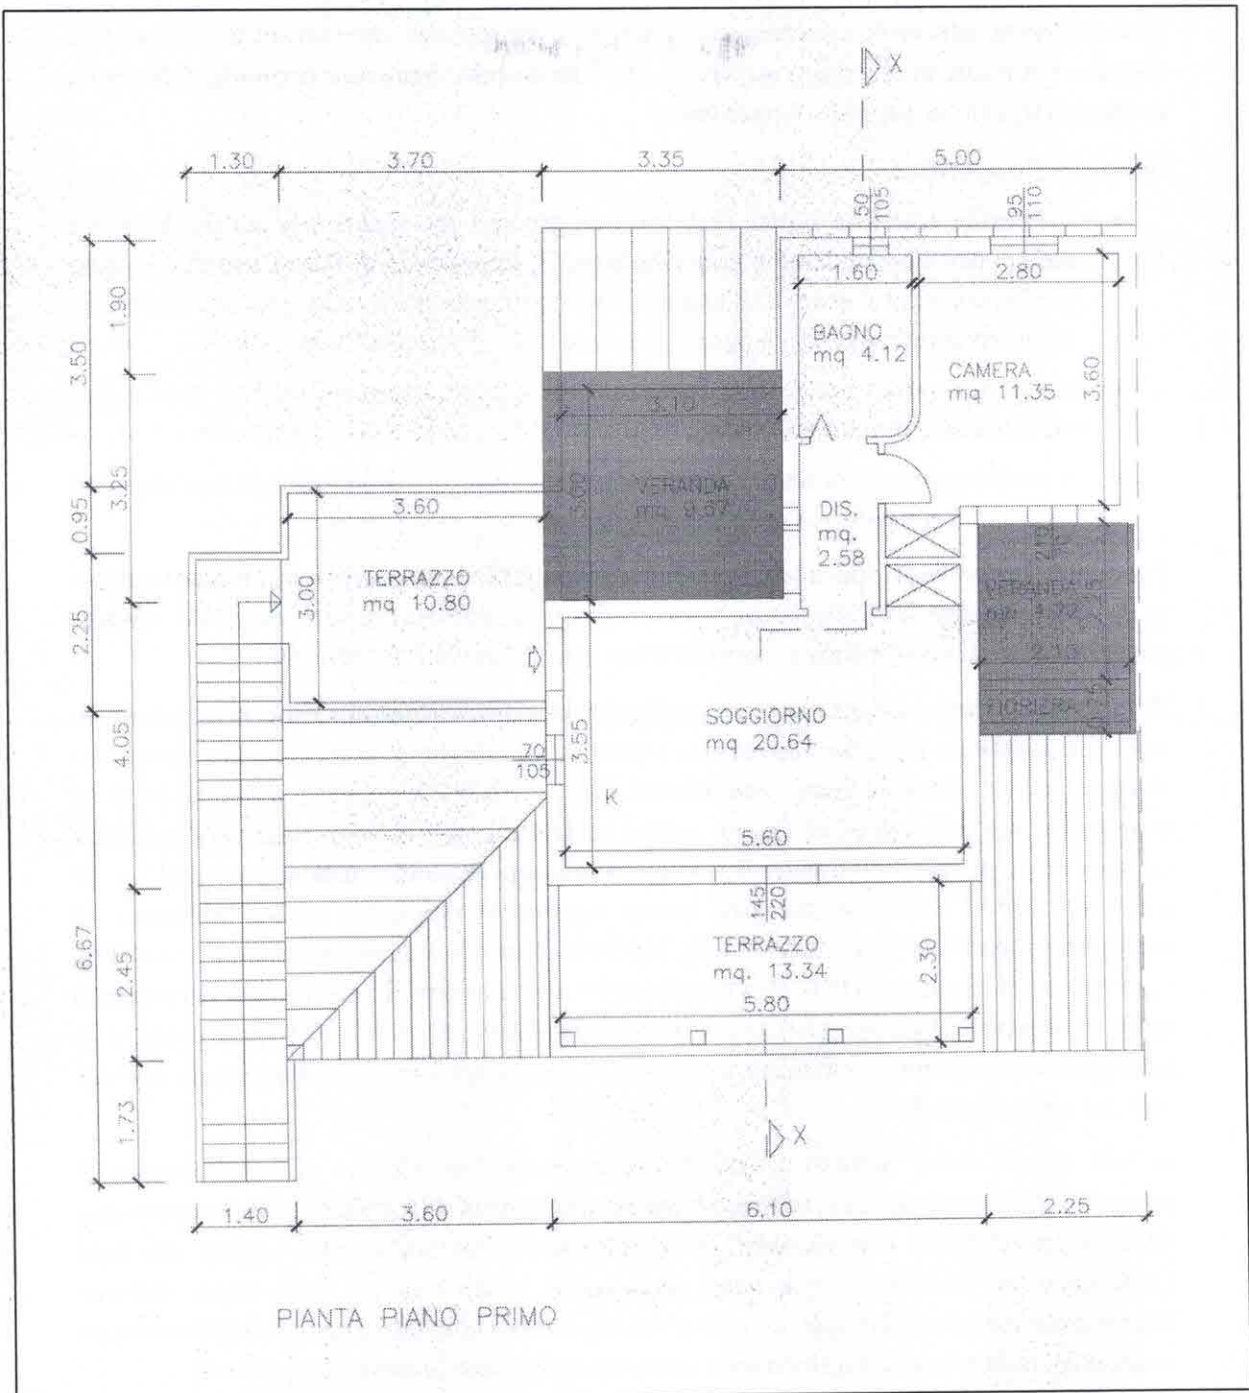 X
1.30 3.70 3.35 5.00
50
105
95
110
1.60 2.80
1.90
3.50
BAGNO
mq 4.12
CAMERA
mq 11.35
3.60
3.10
3.25
VERANDA
3.60
0.95
DIS.
mq.
2.58
TERRAZZO
mq 10.80
3.00
VERANDA
2.25
SOGGIORNO
mq 20.64
FIORIERA
3.55
4.05
70
105
K
5.60
145
220
TERRAZZO
mq. 13.34
2.30
6.67
2.45
5.80
1.73
X
1.40 3.60 6.10 2.25
PIANTA PIANO PRIMO